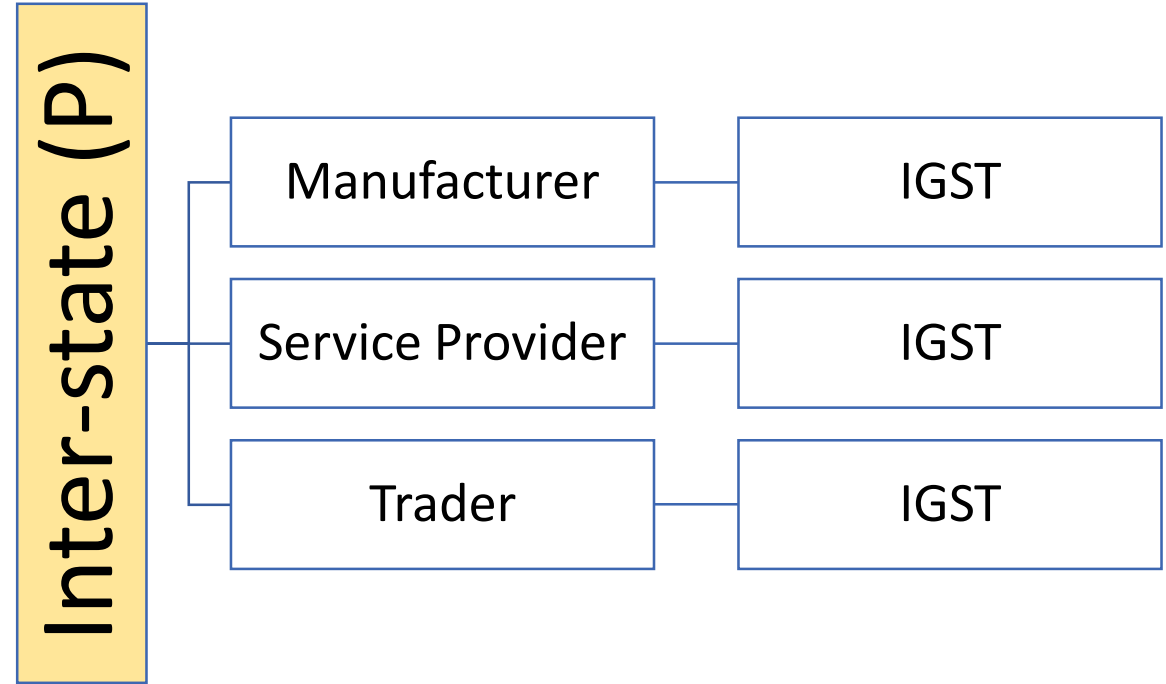 Inter-state (P)
Manufacturer
IGST
Service Provider
IGST
Trader
IGST